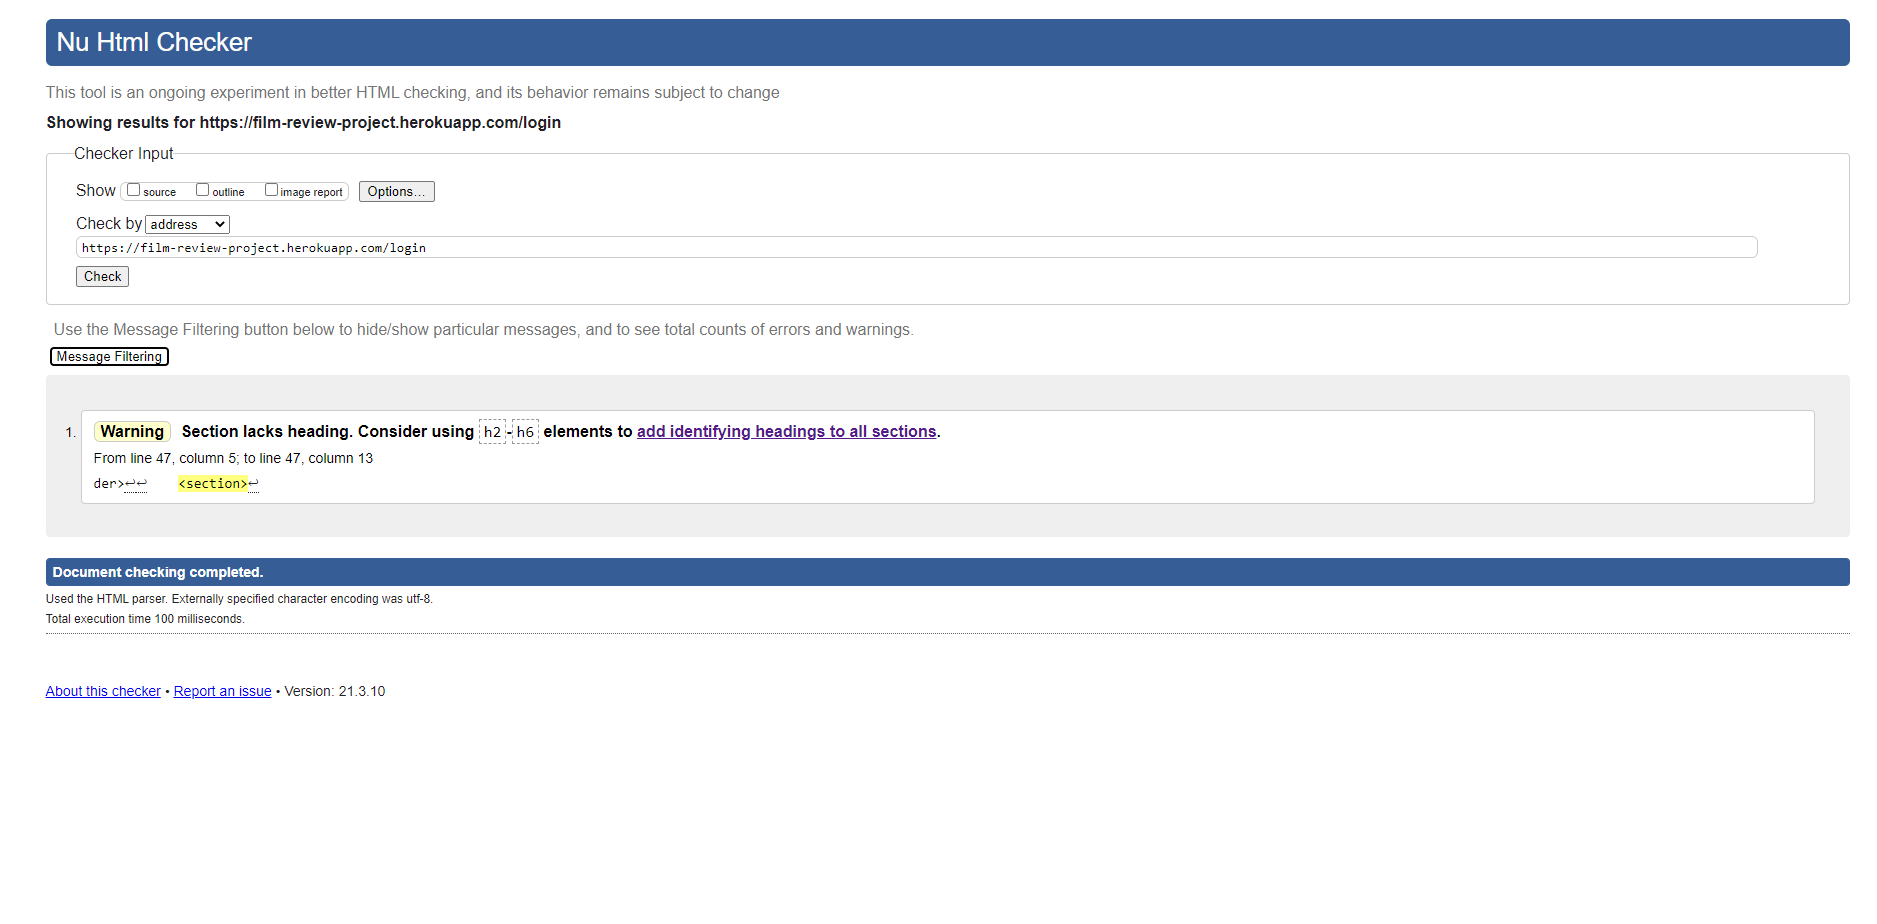 Nu Html Checker
This tool is an ongoing experiment in better HTML checking, and its behavior remains subject to change
Showing results for https://film-review-project.herokuapp.com/login
Checker Input
Show source outline image report Options...
Check by address
https://film-review-project.herokuapp.com/login
Check
Use the Message Filtering button below to hide/show particular messages, and to see total counts of errors and warnings.
Message Filtering
1. Warning Section lacks heading. Consider using h2-h6 elements to add identifying headings to all sections.
From line 47, column 5; to line 47, column 13
der>↩↩ <section>↩
Document checking completed.
Used the HTML parser. Externally specified character encoding was utf-8.
Total execution time 100 milliseconds.
About this checker • Report an issue • Version: 21.3.10